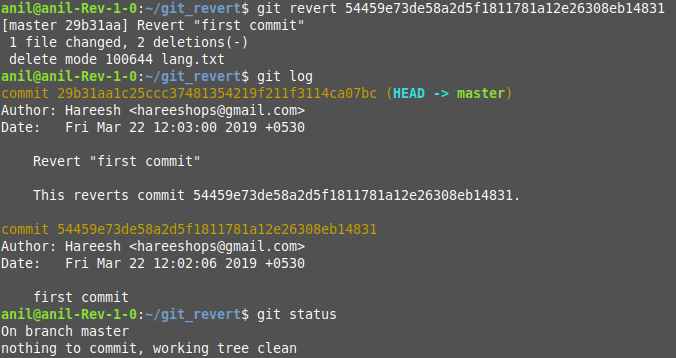 anil@anil-Rev-1-0:~/git_revert$ git revert 54459e73de58a2d5f1811781a12e26308eb14831
[master 29b31aa] Revert "first commit"
1 file changed, 2 deletions(-)
delete mode 100644 lang.txt
anil@anil-Rev-1-0:~/git_revert$ git log
commit 29b31aa1c25ccc37481354219f211f3114ca07bc (HEAD -> master)
Author: Hareesh <hareeshops@gmail.com>
Date:   Fri Mar 22 12:03:00 2019 +0530
Revert "first commit"
This reverts commit 54459e73de58a2d5f1811781a12e26308eb14831.
commit 54459e73de58a2d5f1811781a12e26308eb14831
Author: Hareesh <hareeshops@gmail.com>
Date:   Fri Mar 22 12:02:06 2019 +0530
first commit
anil@anil-Rev-1-0:~/git_revert$ git status
On branch master
nothing to commit, working tree clean